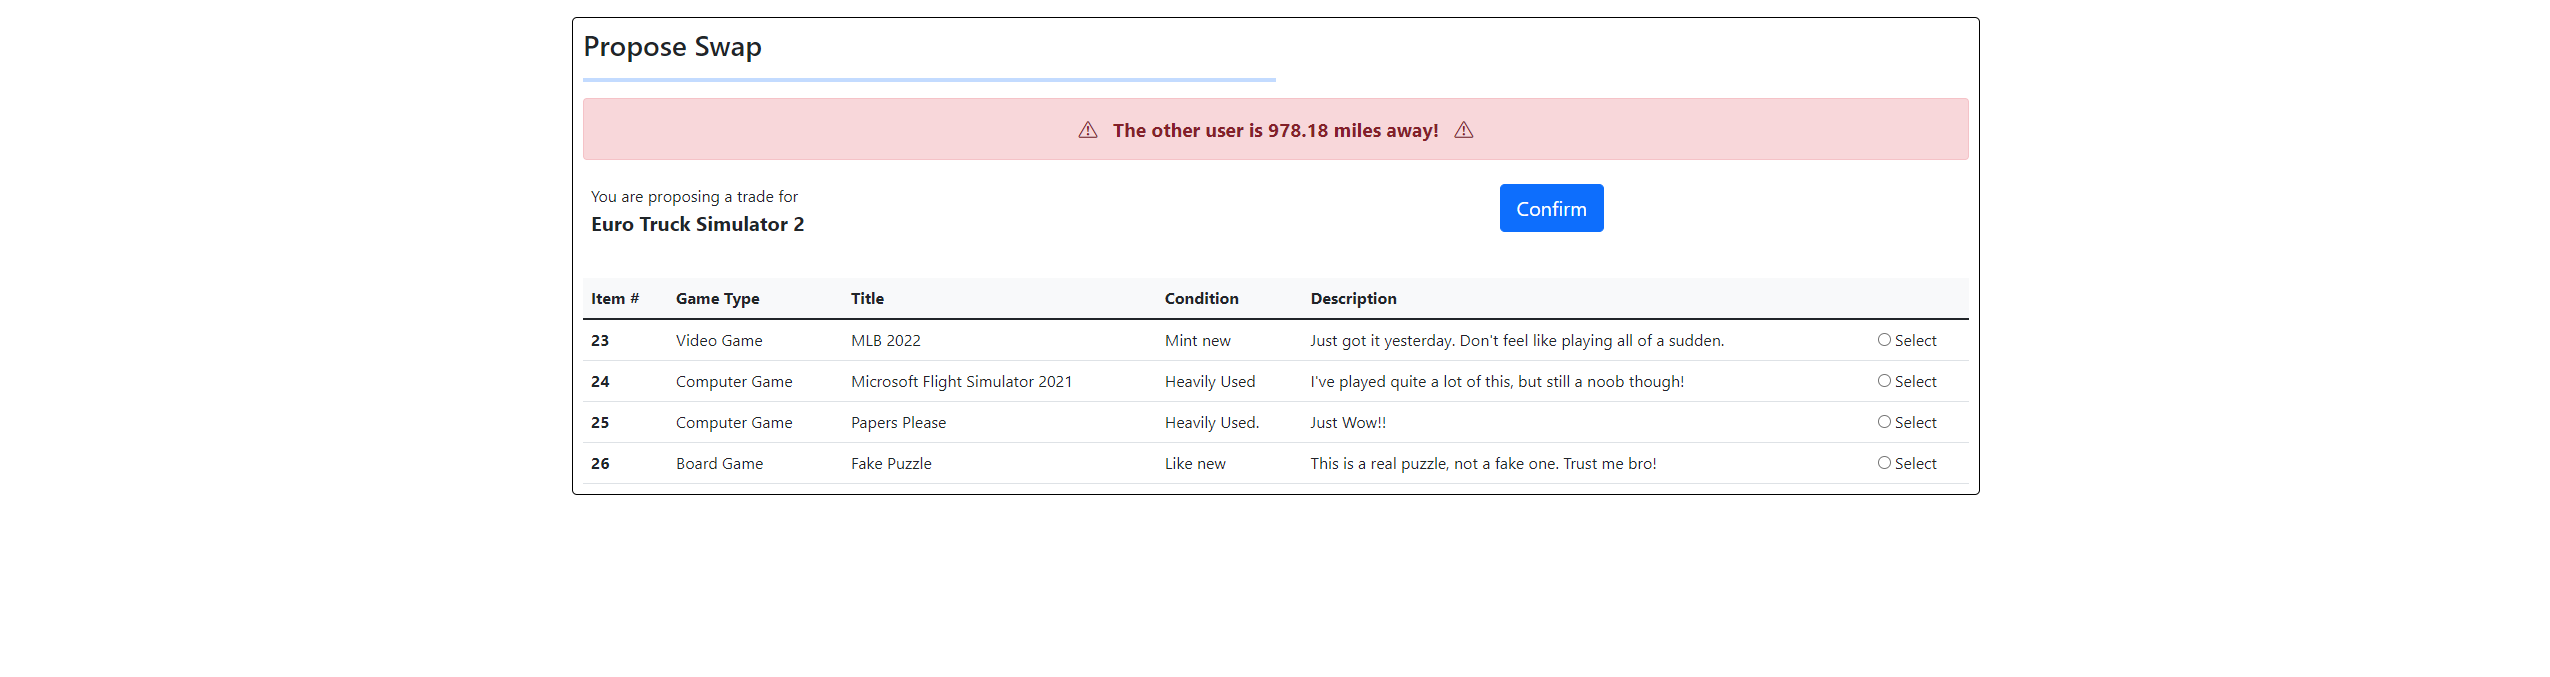 Propose Swap
The other user is 978.18 miles away!
You are proposing a trade for
Euro Truck Simulator 2
Confirm
Item # Game Type Title Condition Description
23 Video Game MLB 2022 Mint new Just got it yesterday. Don't feel like playing all of a sudden. Select
24 Computer Game Microsoft Flight Simulator 2021 Heavily Used I've played quite a lot of this, but still a noob though! Select
25 Computer Game Papers Please Heavily Used. Just Wow!! Select
26 Board Game Fake Puzzle Like new This is a real puzzle, not a fake one. Trust me bro! Select